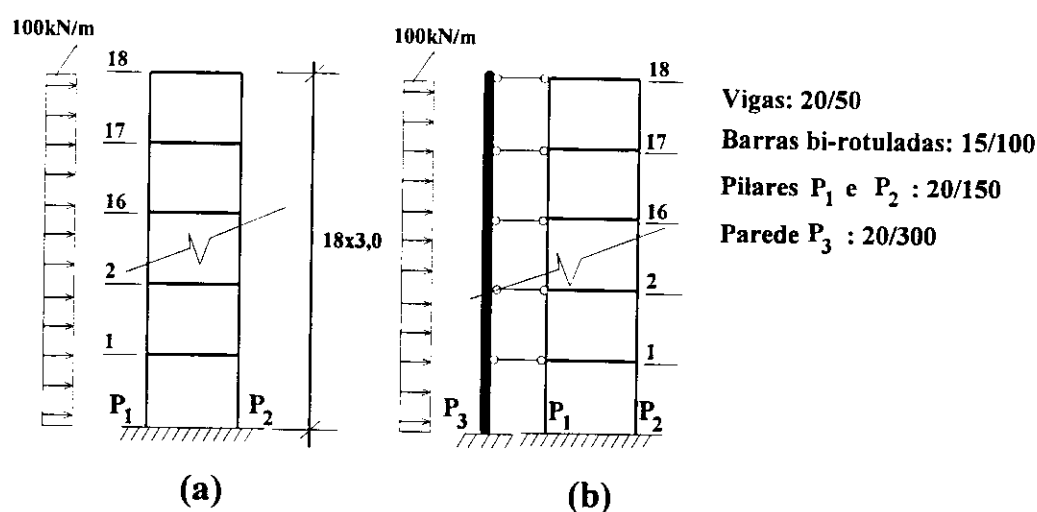 100kN/m
18
17
16
2
1
P₁
P₂
18x3,0
(a)
100kN/m
18
17
16
2
1
P₃
P₁
P₂
(b)
Vigas: 20/50
Barras bi-rotuladas: 15/100
Pilares P₁ e P₂ : 20/150
Parede P₃ : 20/300